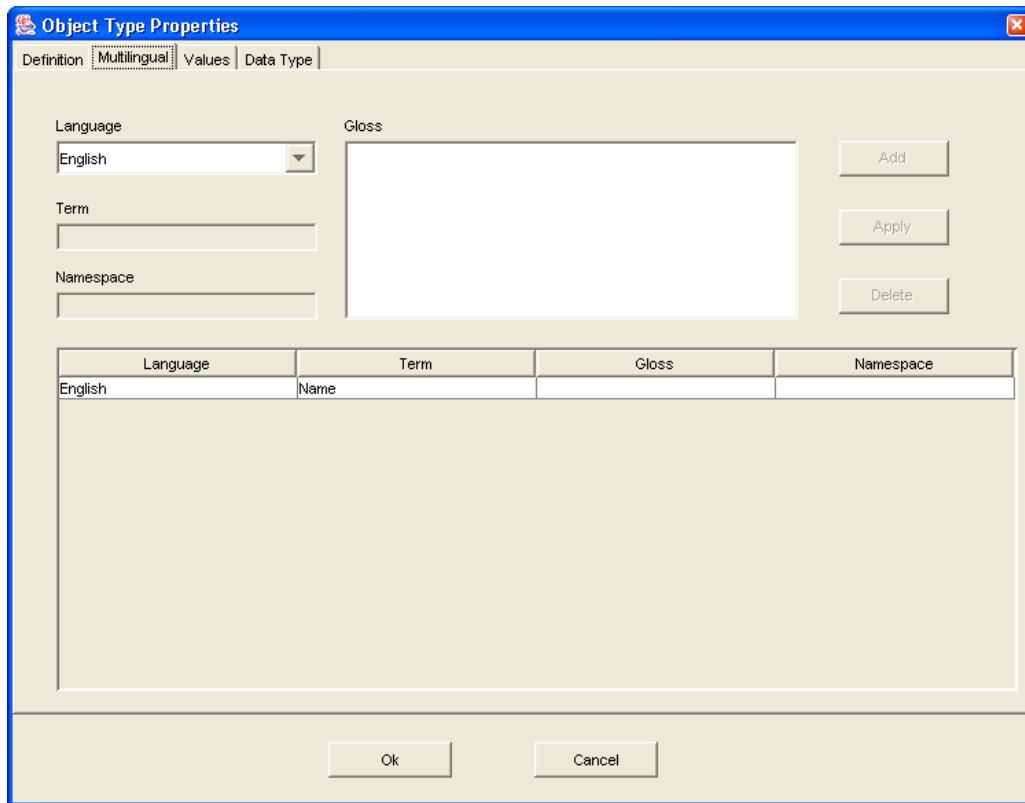 Object Type Properties
Definition Multilingual Values Data Type
Language Gloss
English Add
Term
Apply
Namespace
Delete
Language Term Gloss Namespace
English Name
Ok Cancel